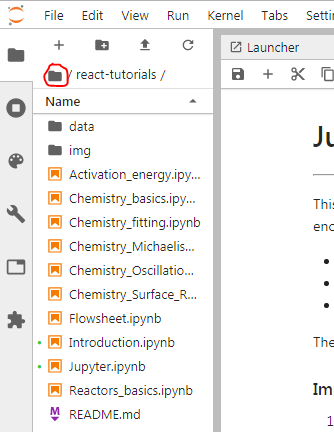 File Edit View Run Kernel Tabs
Launcher
/ react-tutorials /
Name
data
img
Activation_energy.ipy...
Chemistry_basics.ipy...
Chemistry_fitting.ipynb
Chemistry_Michaelis...
Chemistry_Oscillatio...
Chemistry_Surface_R...
Flowsheet.ipynb
Introduction.ipynb
Jupyter.ipynb
Reactors_basics.ipynb
README.md
Ju
This
enc
The
Im
1